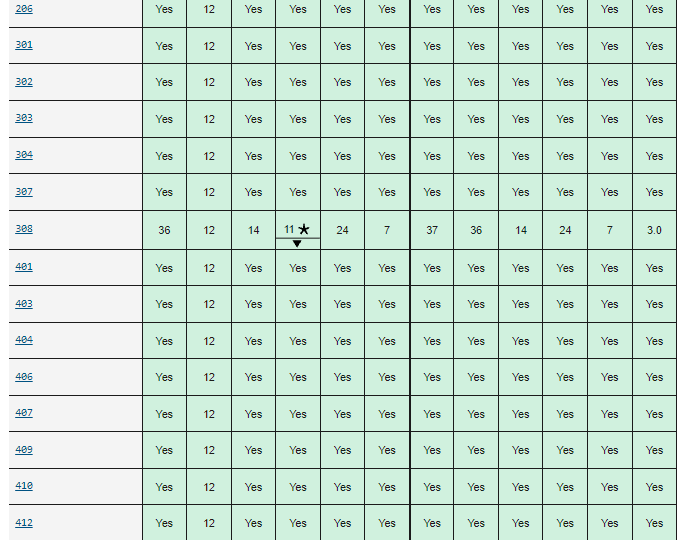 206 Yes 12 Yes Yes Yes Yes Yes Yes Yes Yes Yes Yes
301 Yes 12 Yes Yes Yes Yes Yes Yes Yes Yes Yes Yes
302 Yes 12 Yes Yes Yes Yes Yes Yes Yes Yes Yes Yes
303 Yes 12 Yes Yes Yes Yes Yes Yes Yes Yes Yes Yes
304 Yes 12 Yes Yes Yes Yes Yes Yes Yes Yes Yes Yes
307 Yes 12 Yes Yes Yes Yes Yes Yes Yes Yes Yes Yes
308 36 12 14 11 ★ 24 7 37 36 14 24 7 3.0
401 Yes 12 Yes Yes Yes Yes Yes Yes Yes Yes Yes Yes
403 Yes 12 Yes Yes Yes Yes Yes Yes Yes Yes Yes Yes
404 Yes 12 Yes Yes Yes Yes Yes Yes Yes Yes Yes Yes
406 Yes 12 Yes Yes Yes Yes Yes Yes Yes Yes Yes Yes
407 Yes 12 Yes Yes Yes Yes Yes Yes Yes Yes Yes Yes
409 Yes 12 Yes Yes Yes Yes Yes Yes Yes Yes Yes Yes
410 Yes 12 Yes Yes Yes Yes Yes Yes Yes Yes Yes Yes
412 Yes 12 Yes Yes Yes Yes Yes Yes Yes Yes Yes Yes